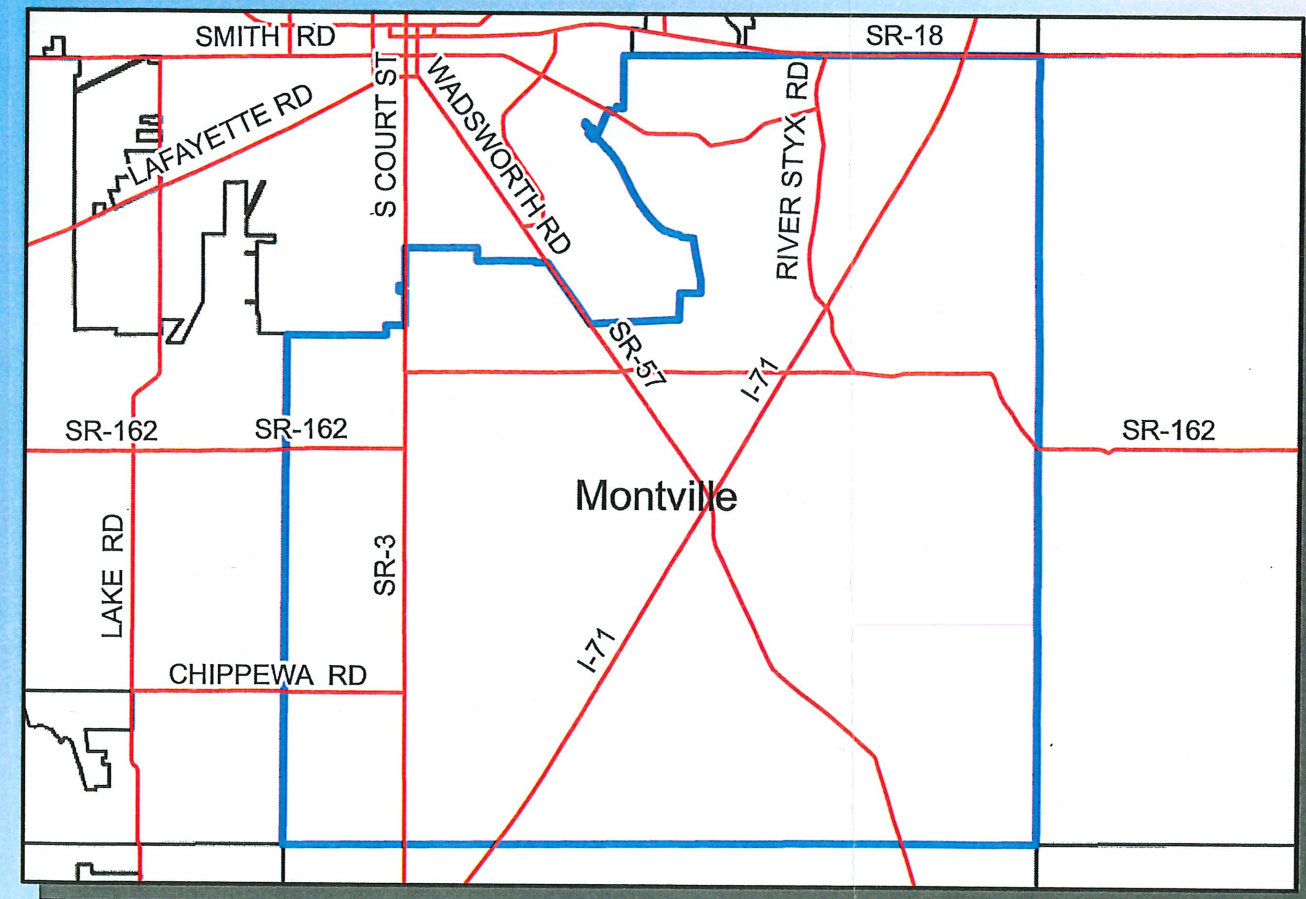 SMITH RD
SR-18
LAFAYETTE RD
S COURT ST
WADSWORTH RD
RIVER STYX RD
SR-57
I-71
SR-162
SR-162
SR-162
Montville
LAKE RD
SR-3
I-71
CHIPPEWA RD